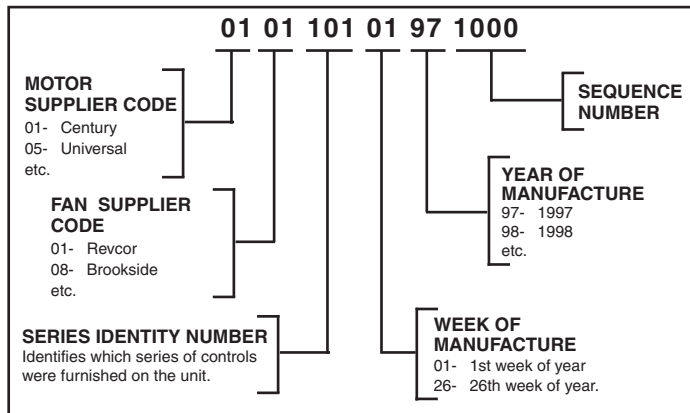 01 01 101 01 97 1000
MOTOR
SUPPLIER CODE
01- Century
05- Universal
etc.
FAN SUPPLIER
CODE
01- Revcor
08- Brookside
etc.
SERIES IDENTITY NUMBER
Identifies which series of controls
were furnished on the unit.
SEQUENCE
NUMBER
YEAR OF
MANUFACTURE
97- 1997
98- 1998
etc.
WEEK OF
MANUFACTURE
01- 1st week of year
26- 26th week of year.